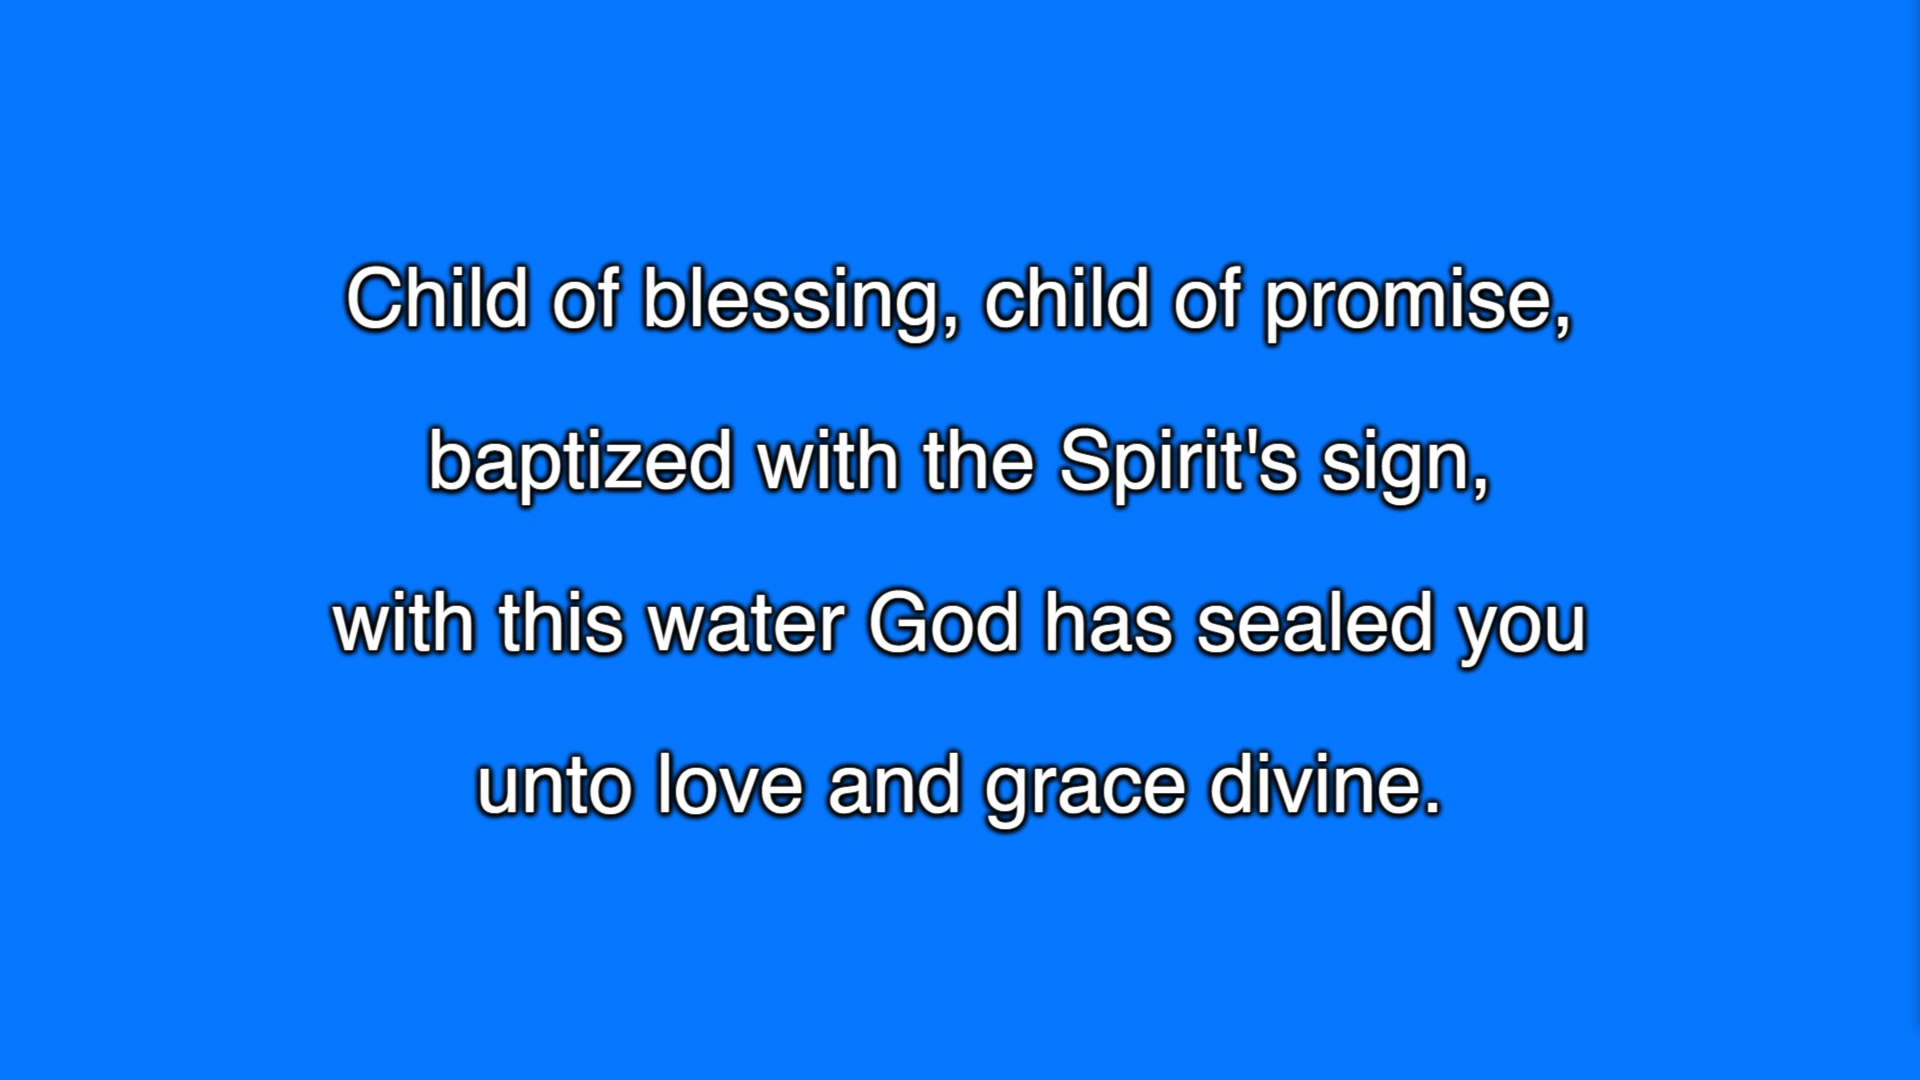 Child of blessing, child of promise,
baptized with the Spirit's sign,
with this water God has sealed you
unto love and grace divine.